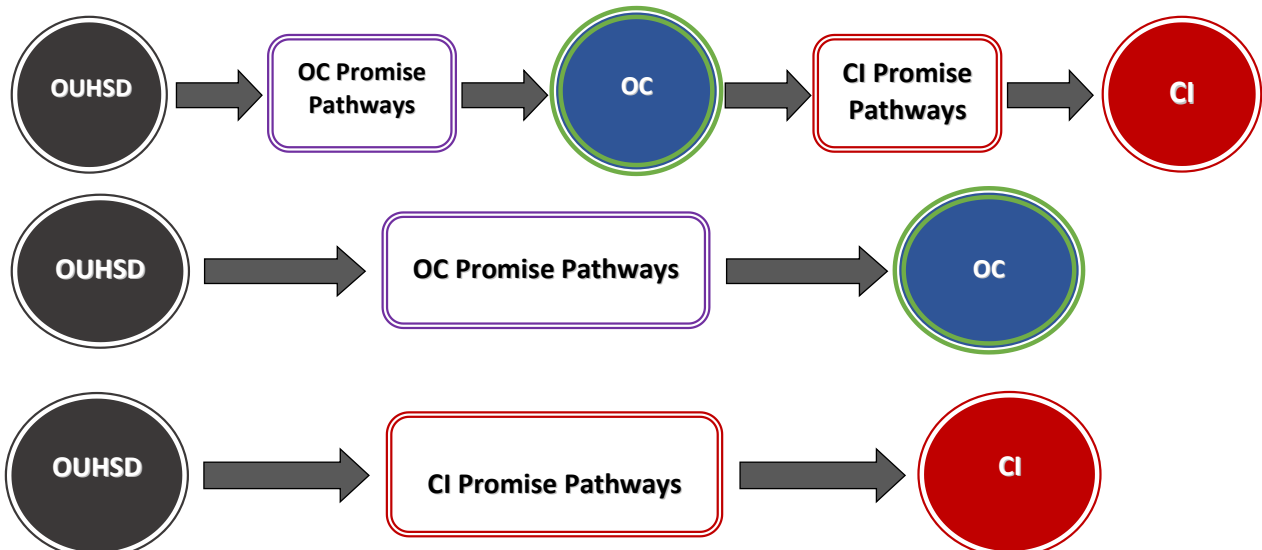 OUHSD
OC Promise
Pathways
OC
CI Promise
Pathways
CI
OUHSD
OC Promise Pathways
OC
OUHSD
CI Promise Pathways
CI